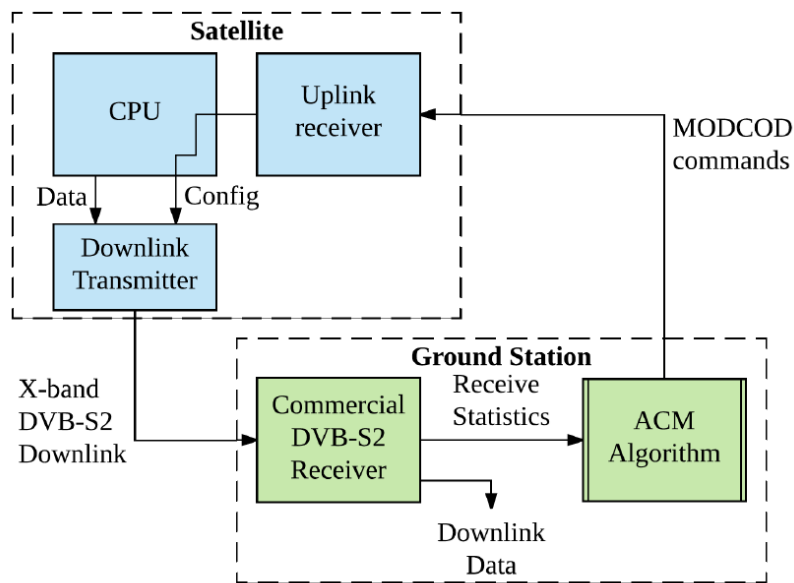 Satellite
CPU
Uplink
receiver
MODCOD
commands
Data
Config
Downlink
Transmitter
Ground Station
X-band
DVB-S2
Downlink
Commercial
DVB-S2
Receiver
Receive
Statistics
ACM
Algorithm
Downlink
Data